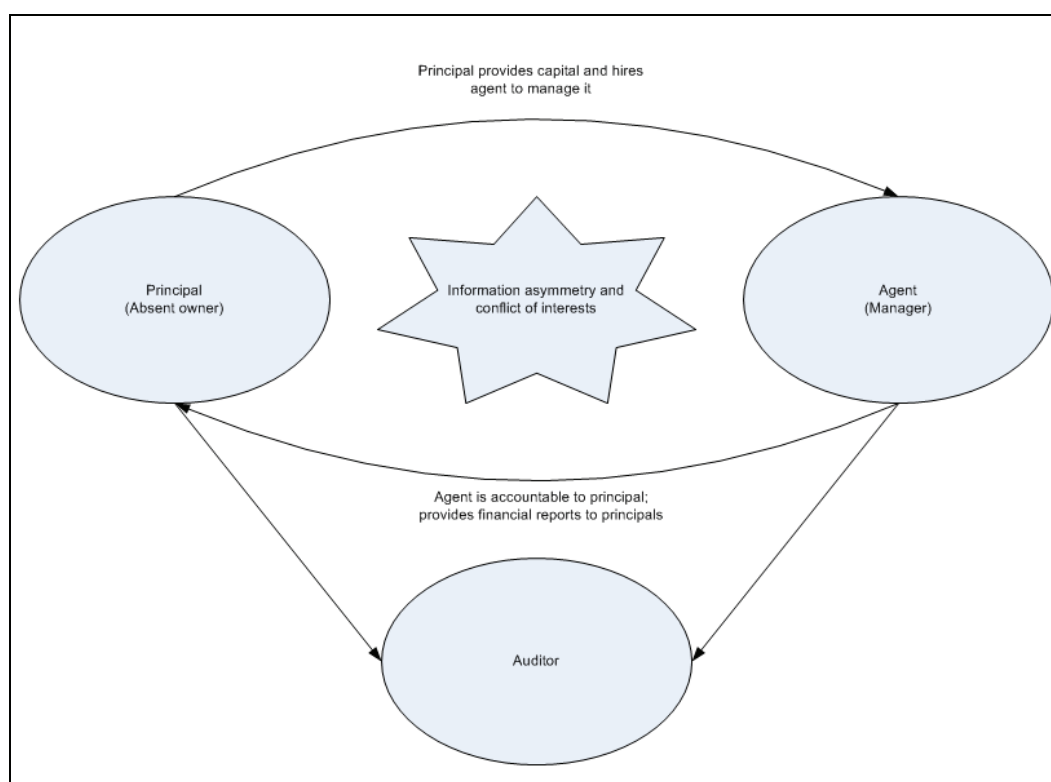 Principal provides capital and hires
agent to manage it
Principal
(Absent owner)
Information asymmetry and
conflict of interests
Agent
(Manager)
Agent is accountable to principal;
provides financial reports to principals
Auditor